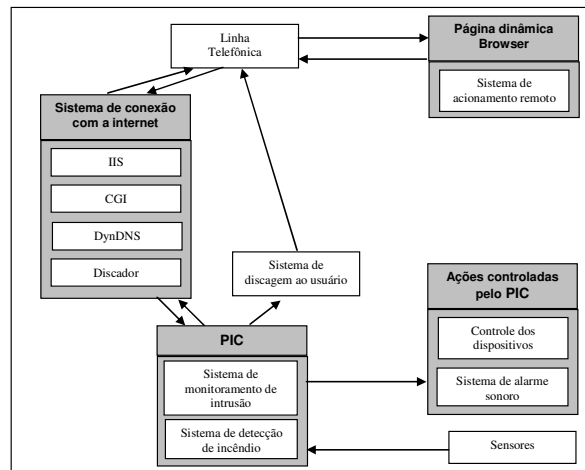 Linha
Telefônica
Página dinâmica
Browser
Sistema de
acionamento remoto
Sistema de conexão
com a internet
IIS
CGI
DynDNS
Discador
Sistema de
discagem ao usuário
Ações controladas
pelo PIC
Controle dos
dispositivos
Sistema de alarme
sonoro
PIC
Sistema de
monitoramento de
intrusão
Sistema de detecção
de incêndio
Sensores